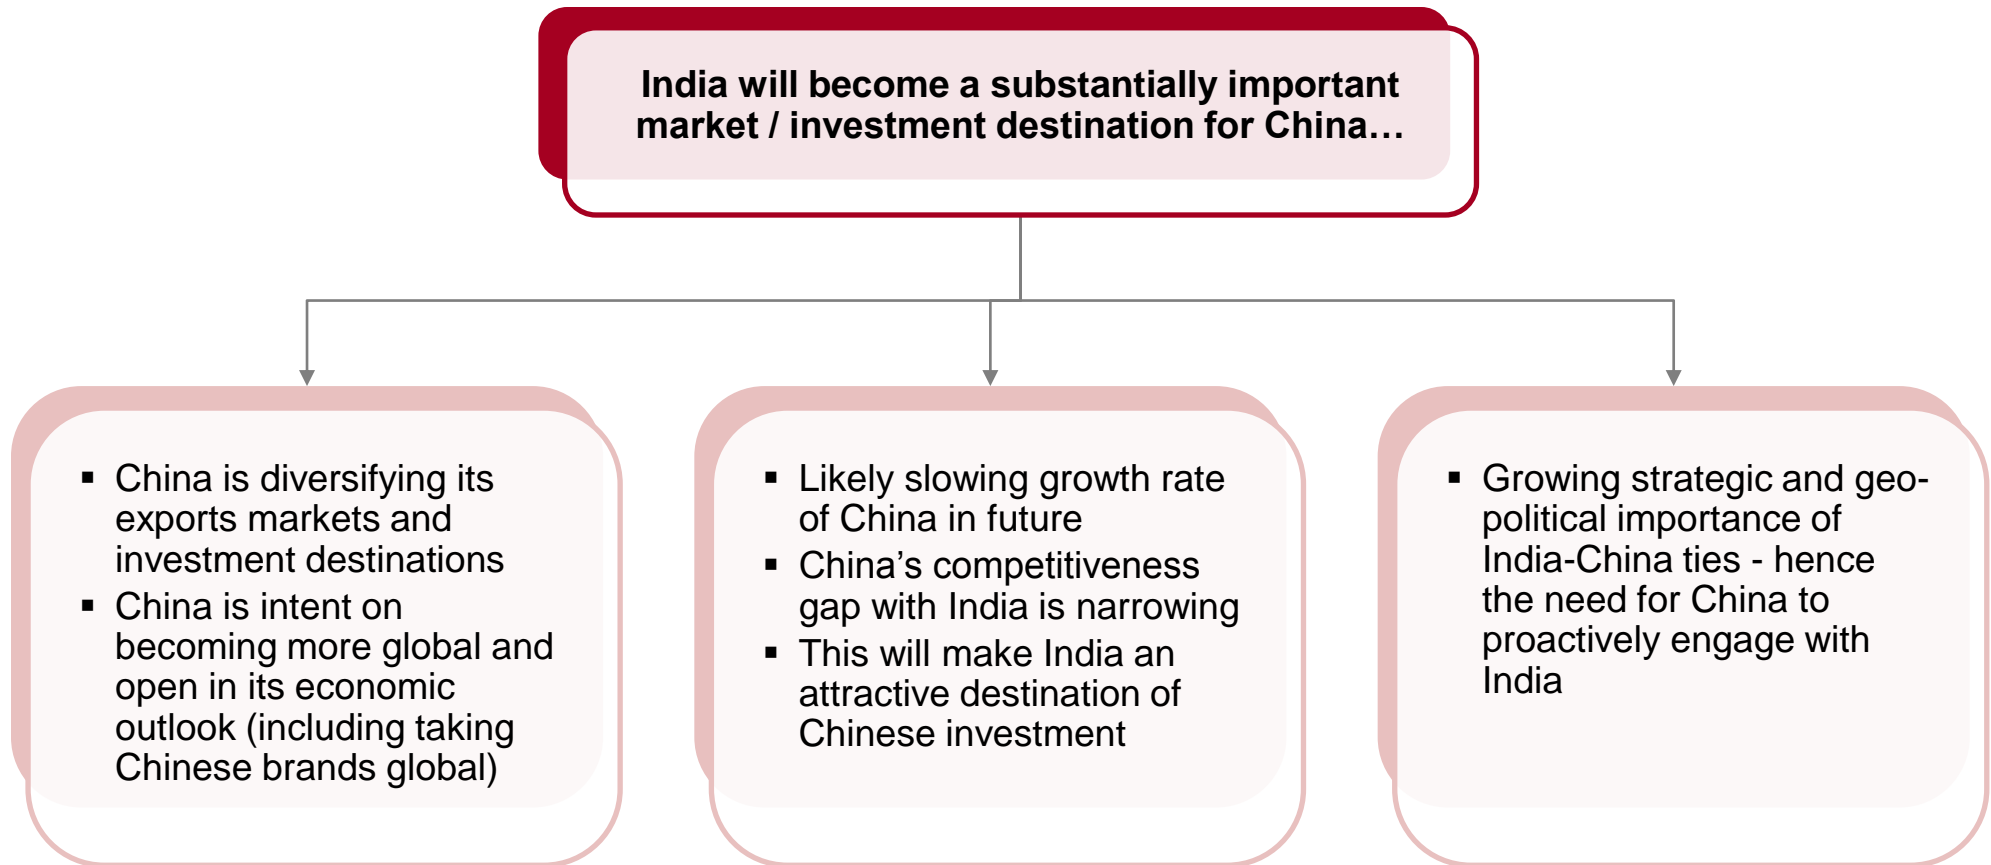 India will become a substantially important
market / investment destination for China…
▪ China is diversifying its
exports markets and
investment destinations
▪ China is intent on
becoming more global and
open in its economic
outlook (including taking
Chinese brands global)
▪ Likely slowing growth rate
of China in future
▪ China’s competitiveness
gap with India is narrowing
▪ This will make India an
attractive destination of
Chinese investment
▪ Growing strategic and geo-
political importance of
India-China ties - hence
the need for China to
proactively engage with
India